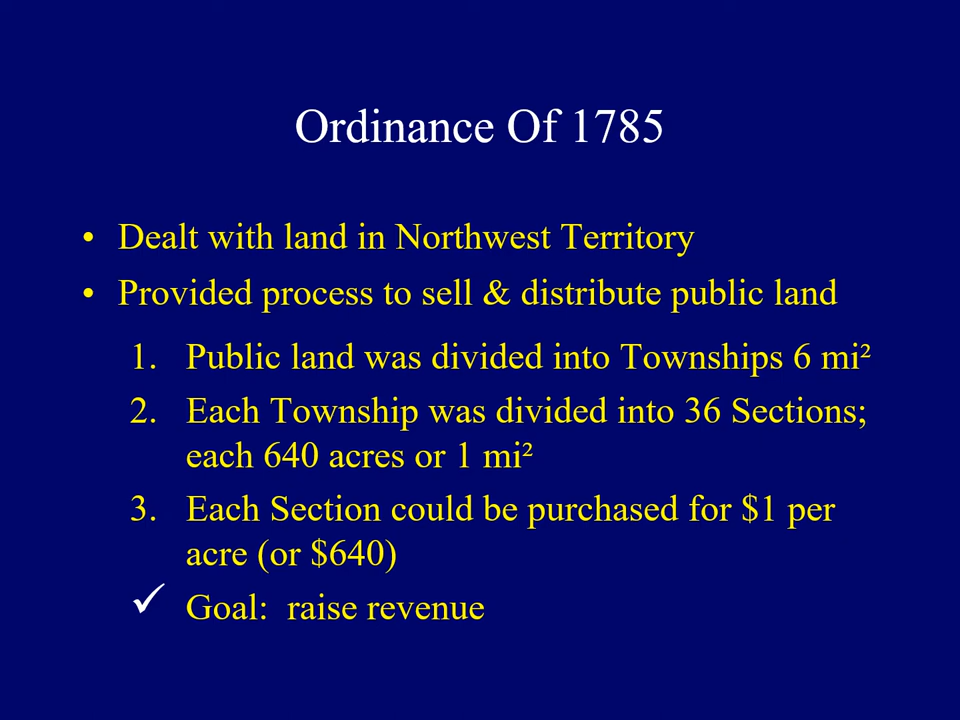 Ordinance Of 1785
• Dealt with land in Northwest Territory
• Provided process to sell & distribute public land
1. Public land was divided into Townships 6 mi²
2. Each Township was divided into 36 Sections;
each 640 acres or 1 mi²
3. Each Section could be purchased for $1 per
acre (or $640)
✓ Goal: raise revenue